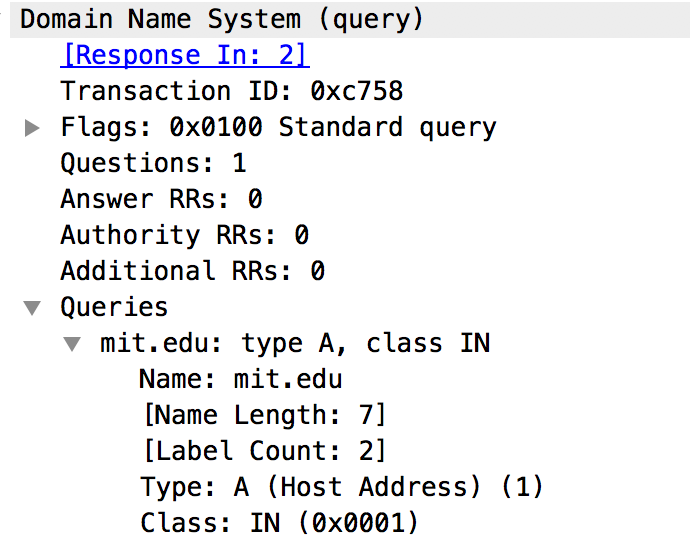 Domain Name System (query)
[Response In: 2]
Transaction ID: 0xc758
Flags: 0x0100 Standard query
Questions: 1
Answer RRs: 0
Authority RRs: 0
Additional RRs: 0
Queries
mit.edu: type A, class IN
Name: mit.edu
[Name Length: 7]
[Label Count: 2]
Type: A (Host Address) (1)
Class: IN (0x0001)